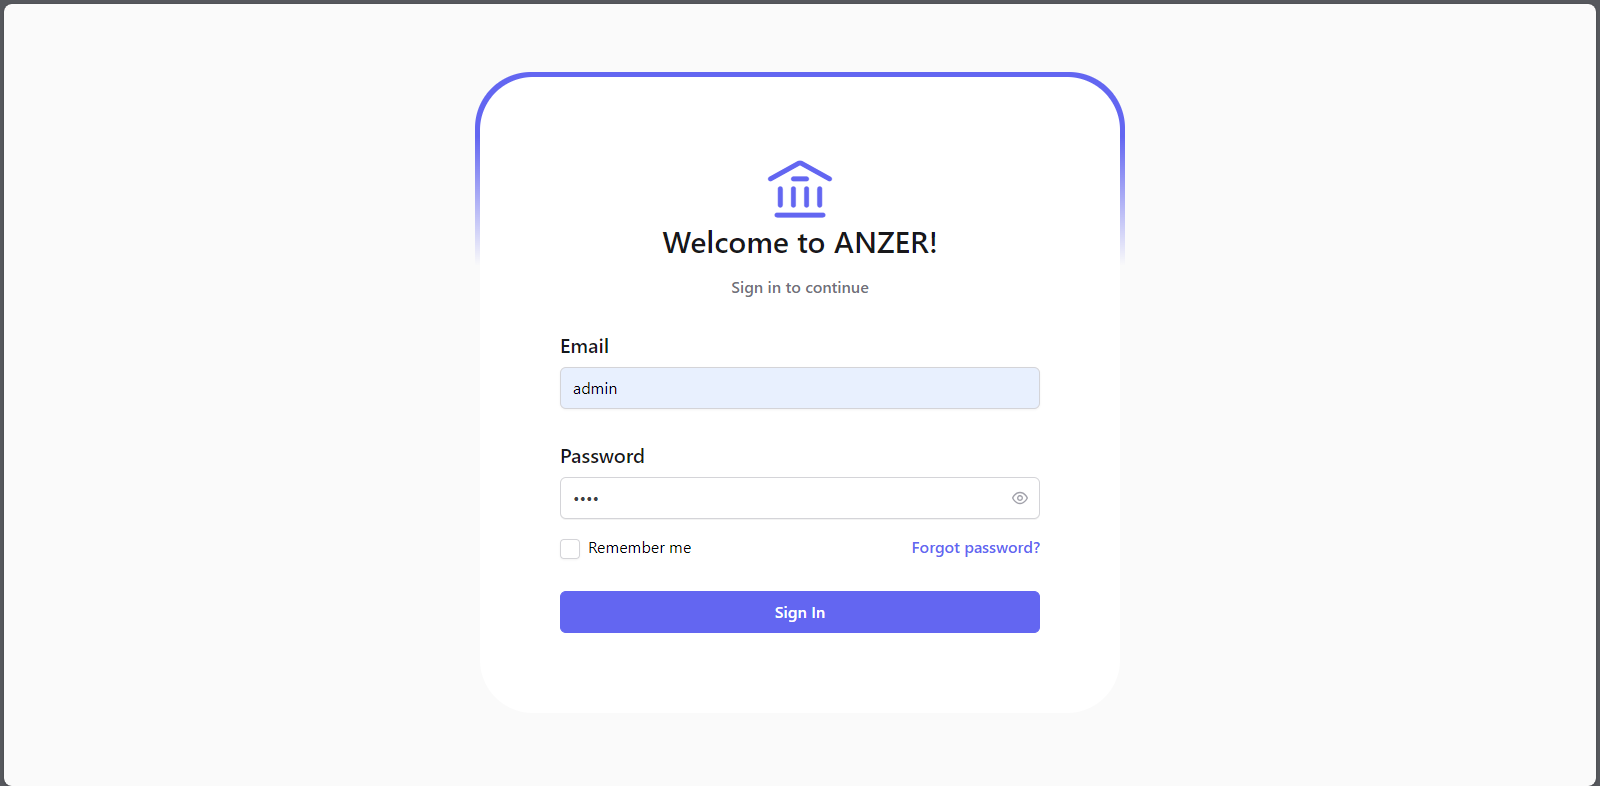 Welcome to ANZER!
Sign in to continue
Email
admin
Password
••••
Remember me
Forgot password?
Sign In